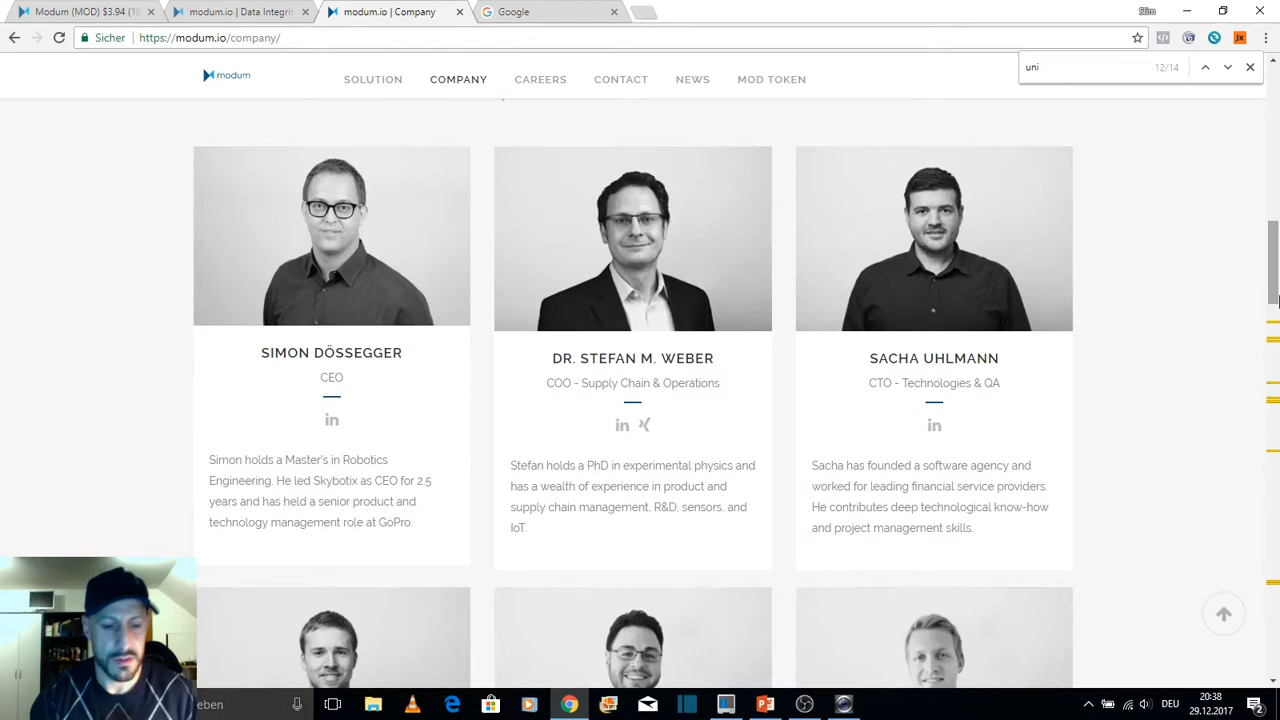 Modum (MOD) $3.94 (19
modum.io | Data Integrit
modum.io | Company
Google
Sicher
https://modum.io/company/
uni
12/14
modum
SOLUTION
COMPANY
CAREERS
CONTACT
NEWS
MOD TOKEN
SIMON DÖSSEGGER
CEO
in
Simon holds a Master's in Robotics
Engineering. He led Skybotix as CEO for 2.5
years and has held a senior product and
technology management role at GoPro.
DR. STEFAN M. WEBER
COO - Supply Chain & Operations
in
Stefan holds a PhD in experimental physics and
has a wealth of experience in product and
supply chain management, R&D, sensors, and
IoT.
SACHA UHLMANN
CTO - Technologies & QA
in
Sacha has founded a software agency and
worked for leading financial service providers.
He contributes deep technological know-how
and project management skills.
eben
DEU
20:38
29.12.2017